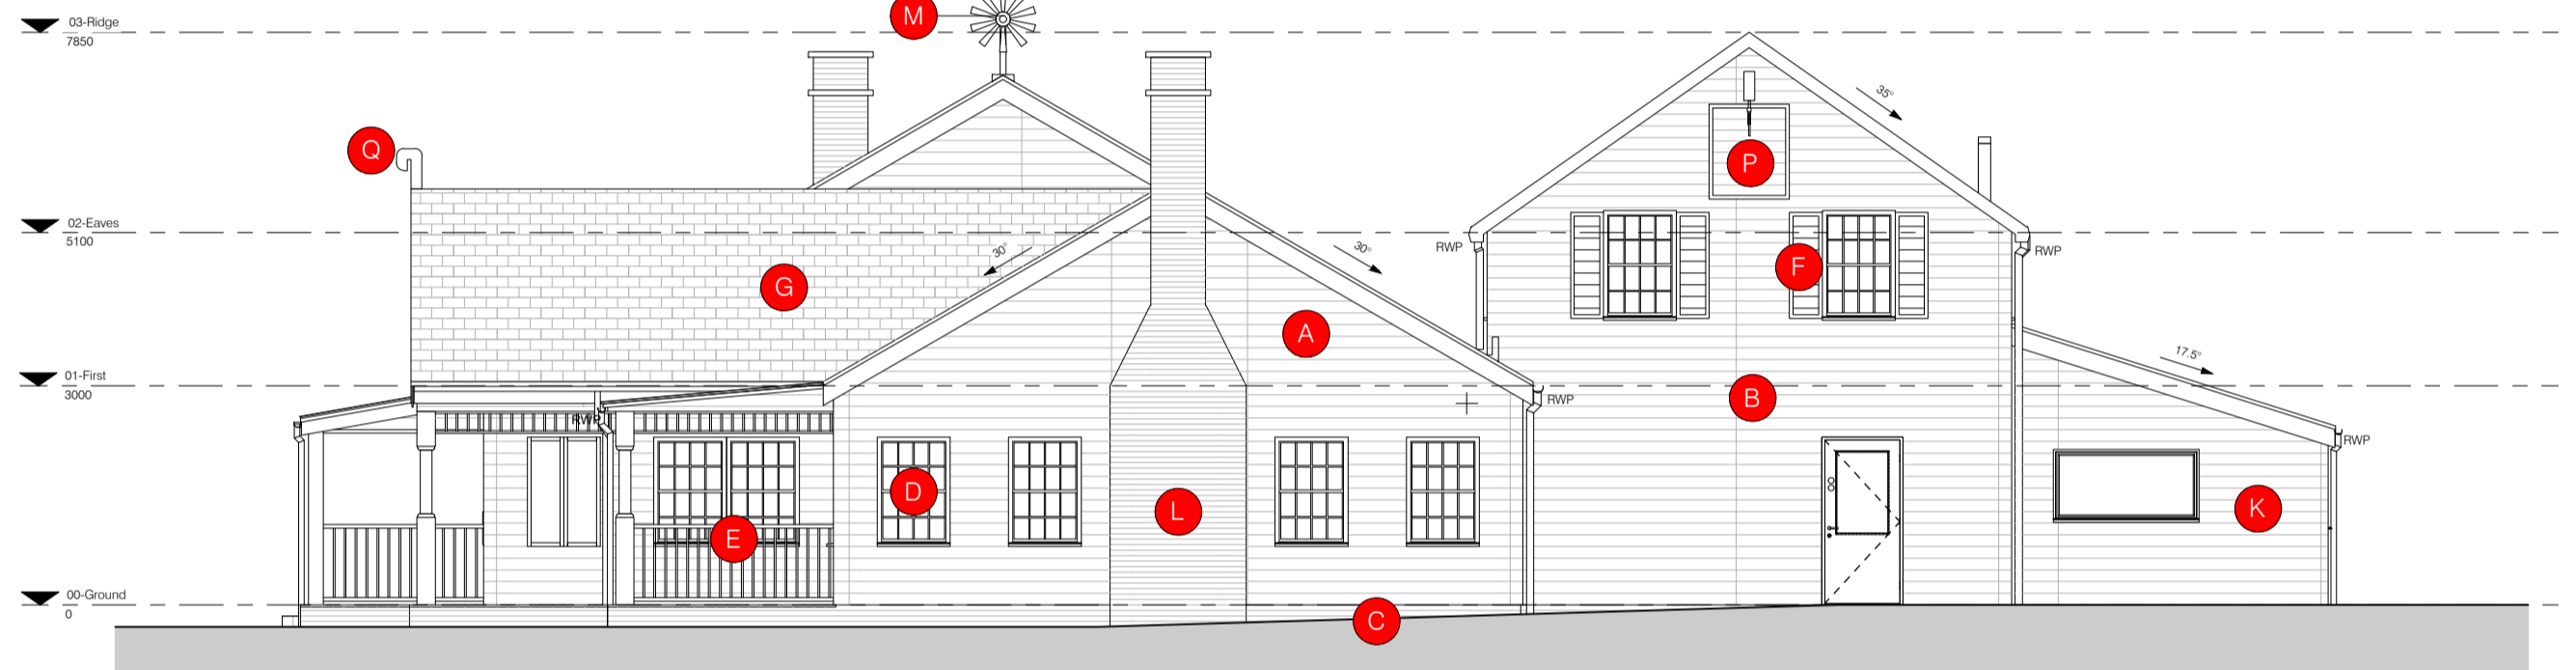 03-Ridge
7850
M
35°
Q
P
02-Eaves
5100
RWP
RWP
30°
30°
F
G
A
17.5°
01-First
3000
B
RWP
RWP
RWP
D
K
L
E
00-Ground
0
C